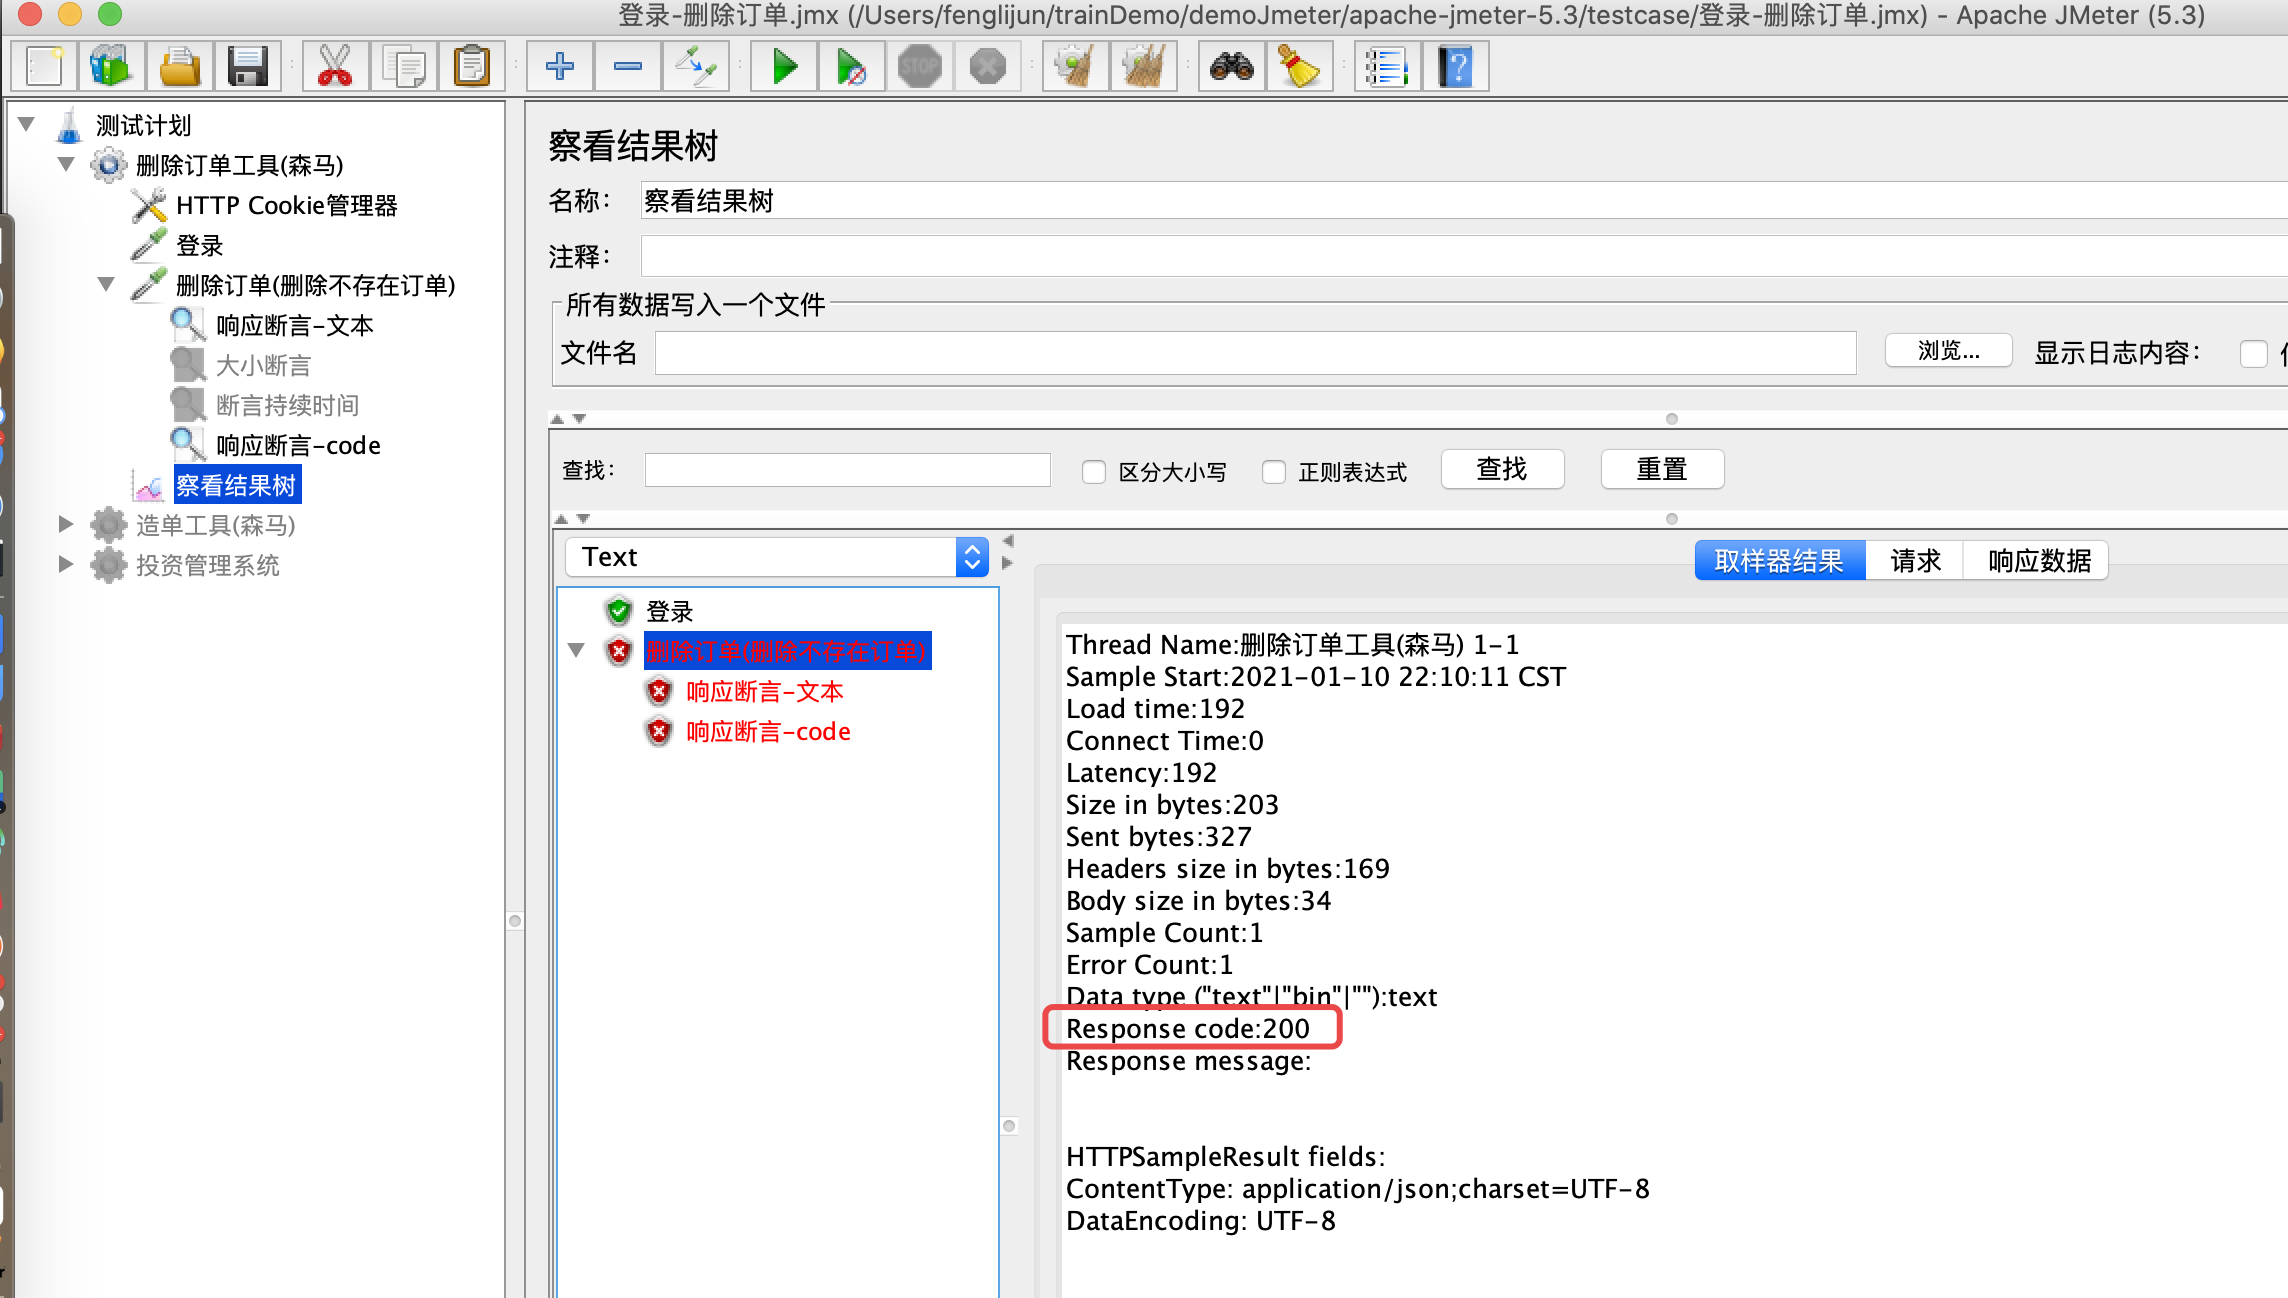 登录-删除订单.jmx (/Users/fenglijun/trainDemo/demoJmeter/apache-jmeter-5.3/testcase/登录-删除订单.jmx) - Apache JMeter (5.3)
STOP
测试计划
删除订单工具(森马)
HTTP Cookie管理器
登录
删除订单(删除不存在订单)
响应断言-文本
大小断言
断言持续时间
响应断言-code
察看结果树
造单工具(森马)
投资管理系统
察看结果树
名称： 察看结果树
注释：
所有数据写入一个文件
文件名 浏览... 显示日志内容：
查找： 区分大小写 正则表达式 查找 重置
Text
取样器结果 请求 响应数据
登录
删除订单(删除不存在订单)
响应断言-文本
响应断言-code
Thread Name:删除订单工具(森马) 1-1
Sample Start:2021-01-10 22:10:11 CST
Load time:192
Connect Time:0
Latency:192
Size in bytes:203
Sent bytes:327
Headers size in bytes:169
Body size in bytes:34
Sample Count:1
Error Count:1
Data type ("text"|"bin"|""):text
Response code:200
Response message:
HTTPSampleResult fields:
ContentType: application/json;charset=UTF-8
DataEncoding: UTF-8